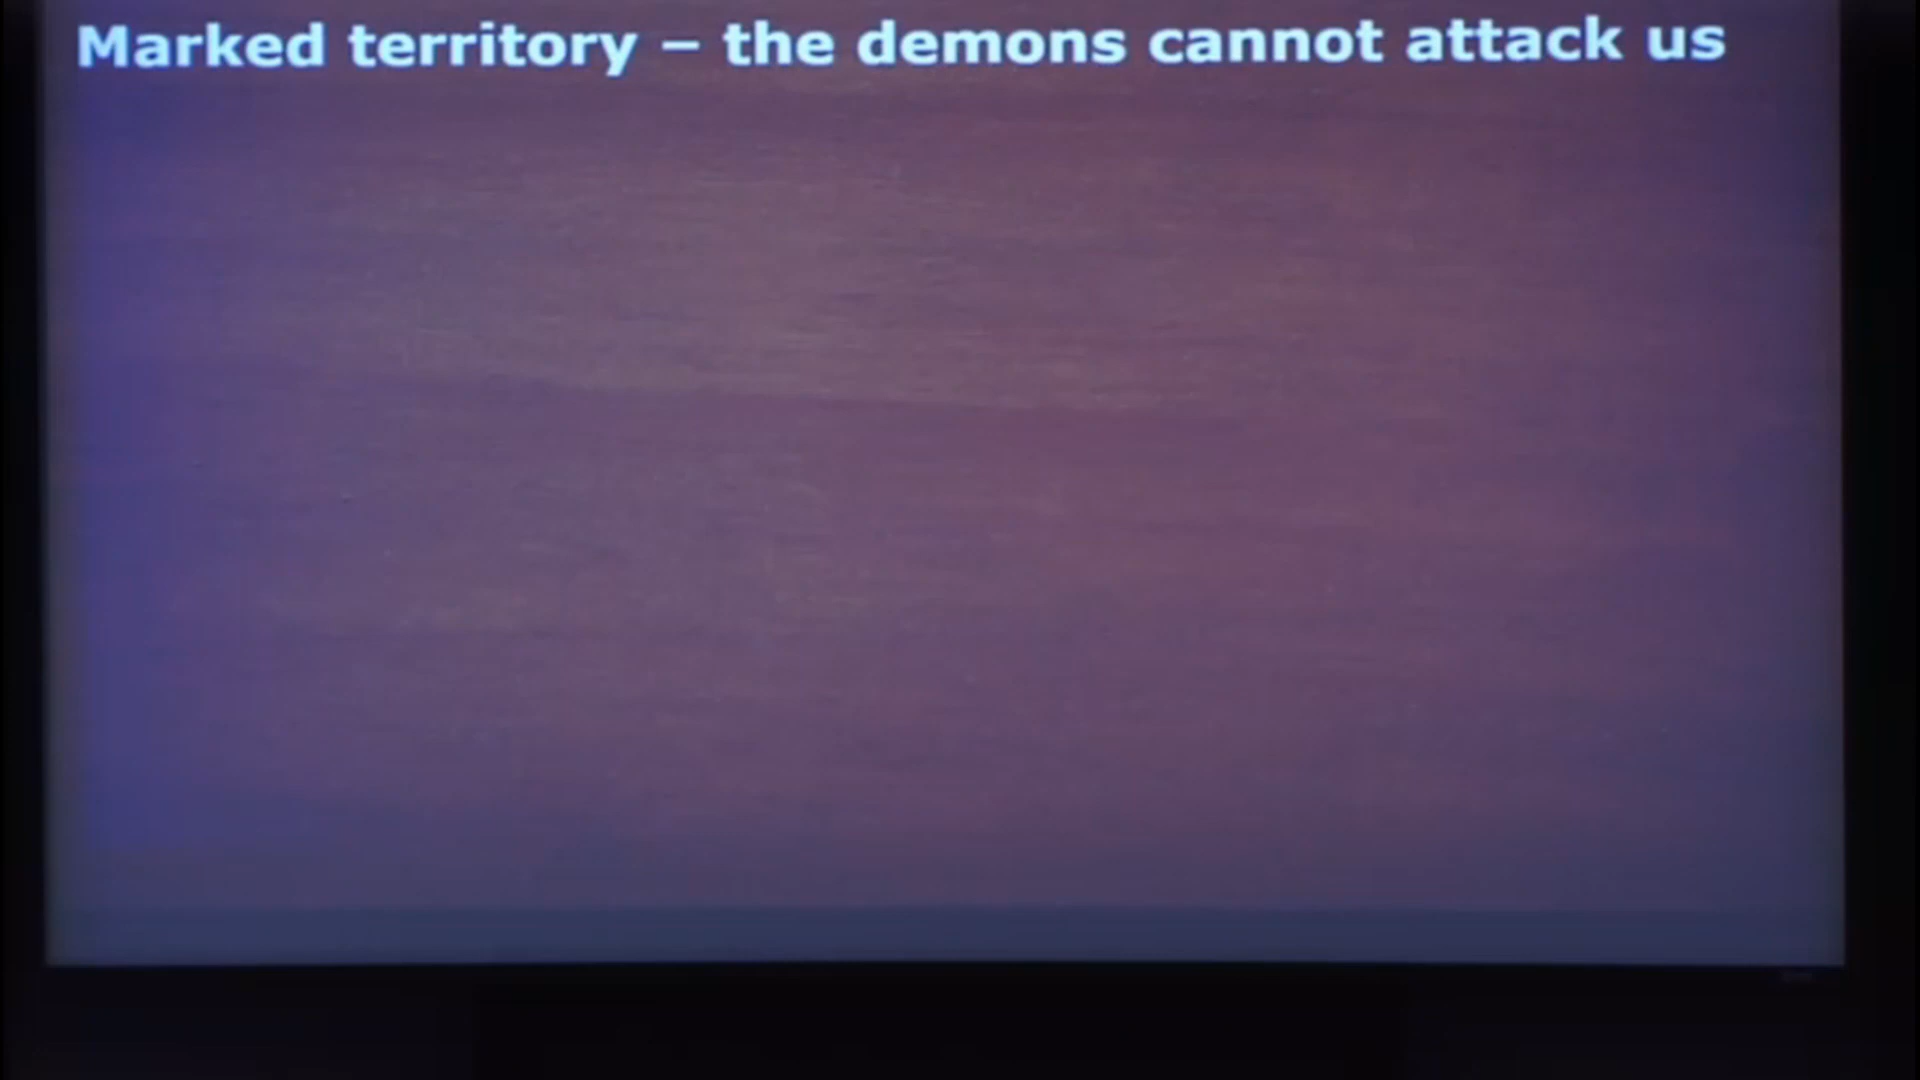 Marked territory – the demons cannot attack us